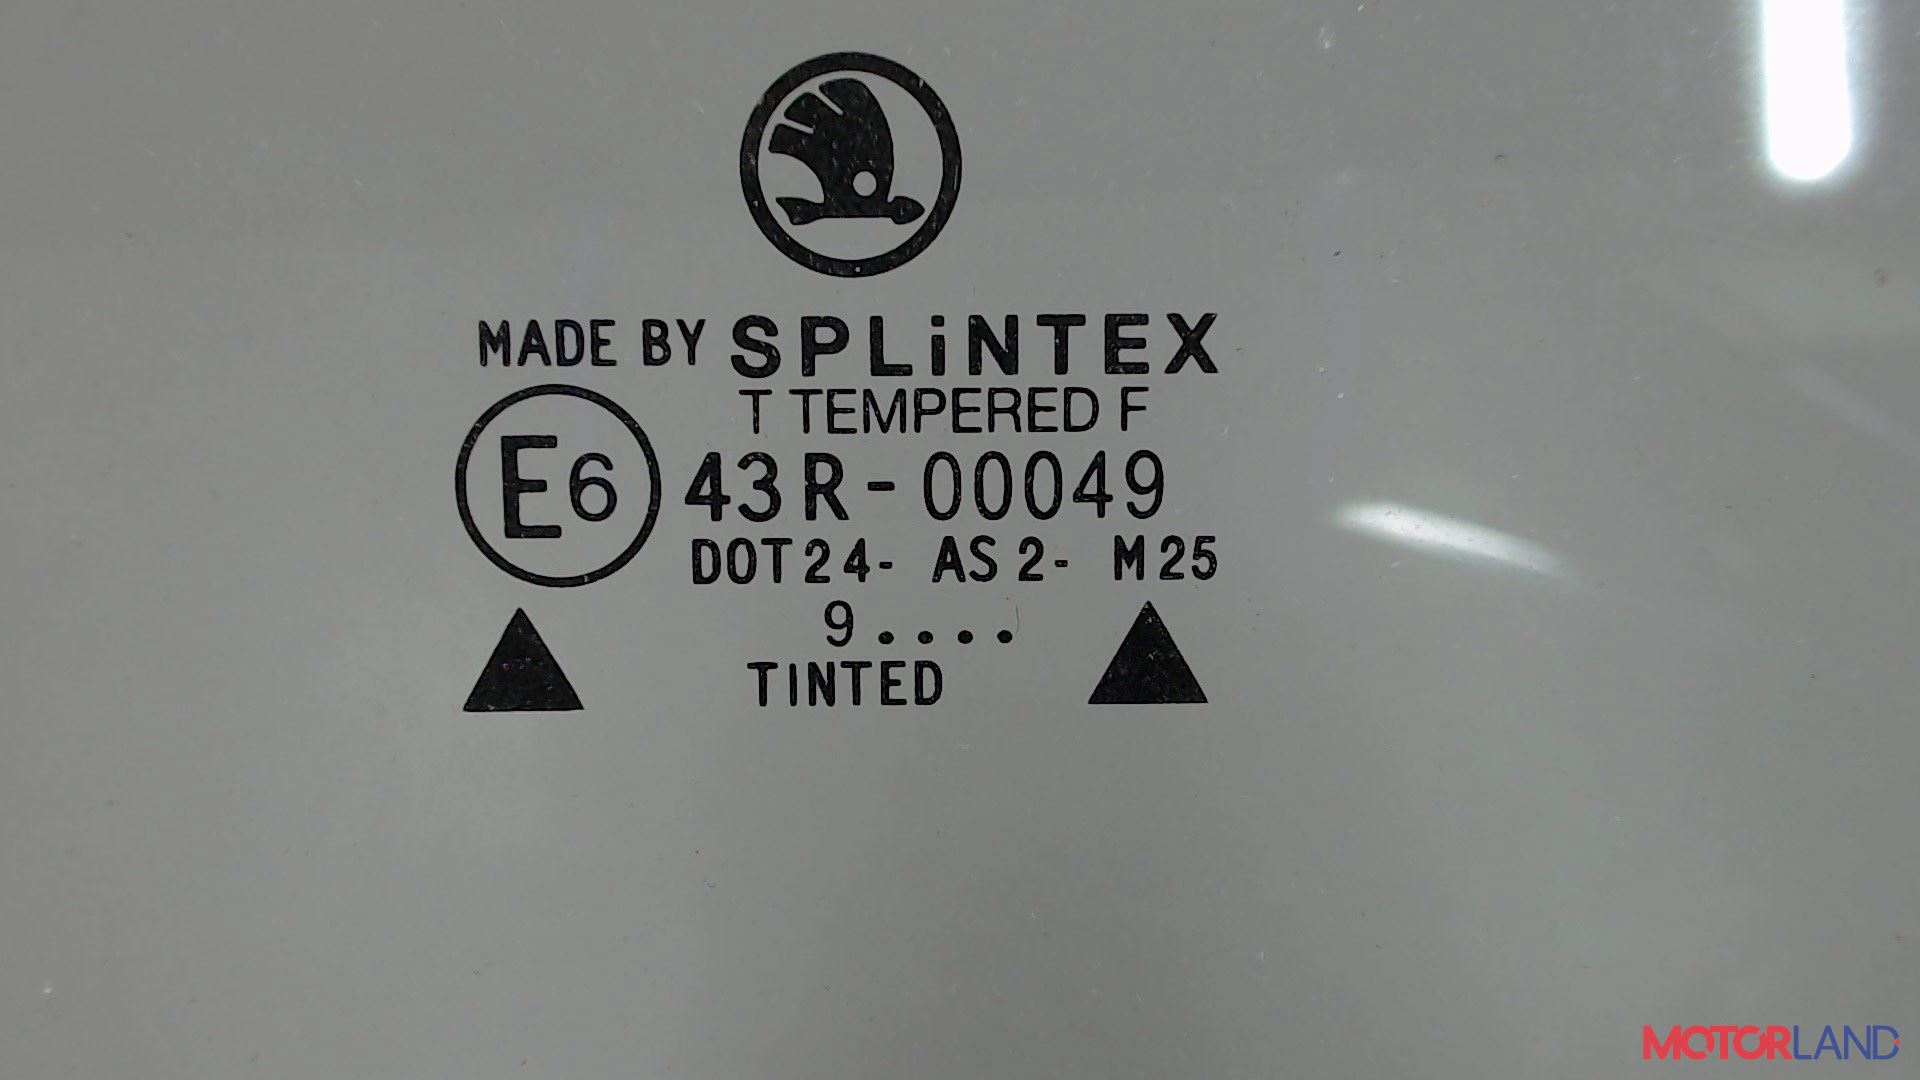 MADE BY SPLiNTEX
T TEMPERED F
E6 43R-00049
DOT24- AS2- M25
9....
TINTED
MOTORLAND